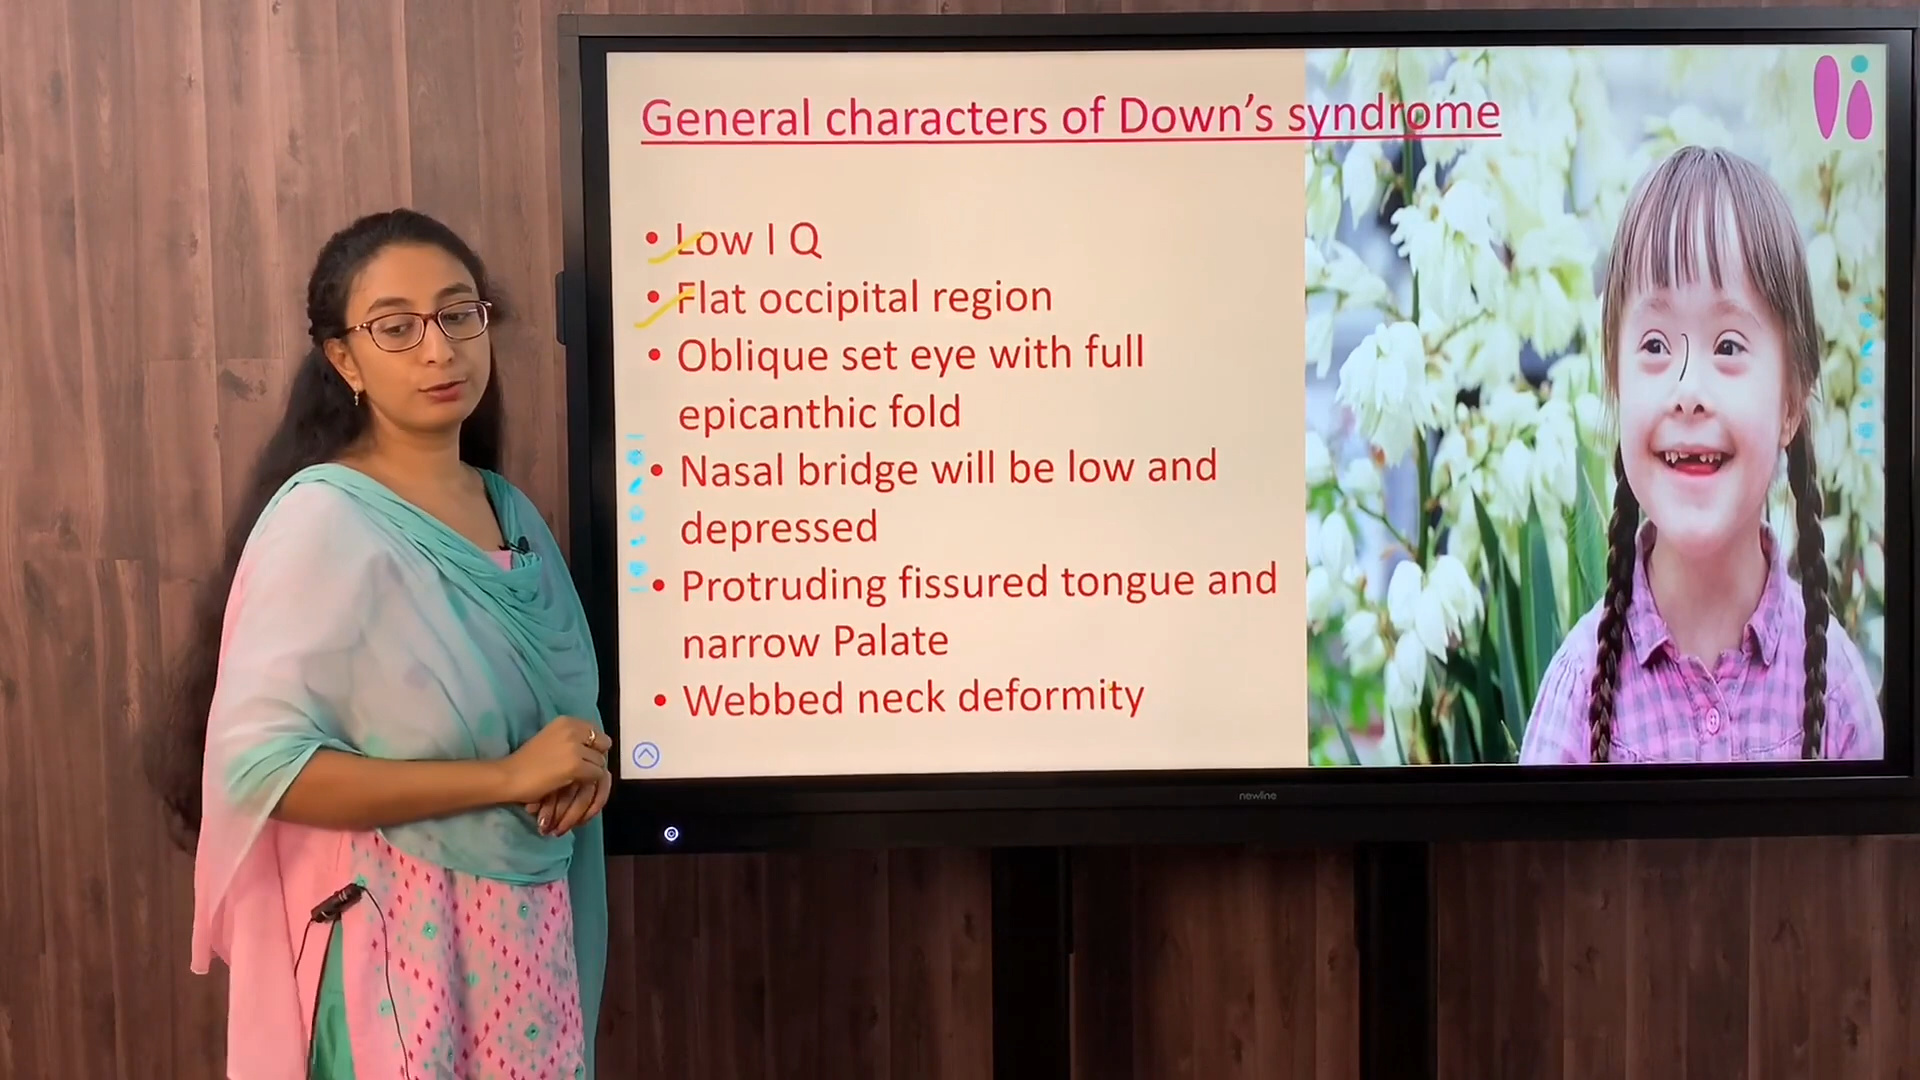 General characters of Down's syndrome
• Low I Q
• Flat occipital region
• Oblique set eye with full
epicanthic fold
• Nasal bridge will be low and
depressed
• Protruding fissured tongue and
narrow Palate
• Webbed neck deformity
newline